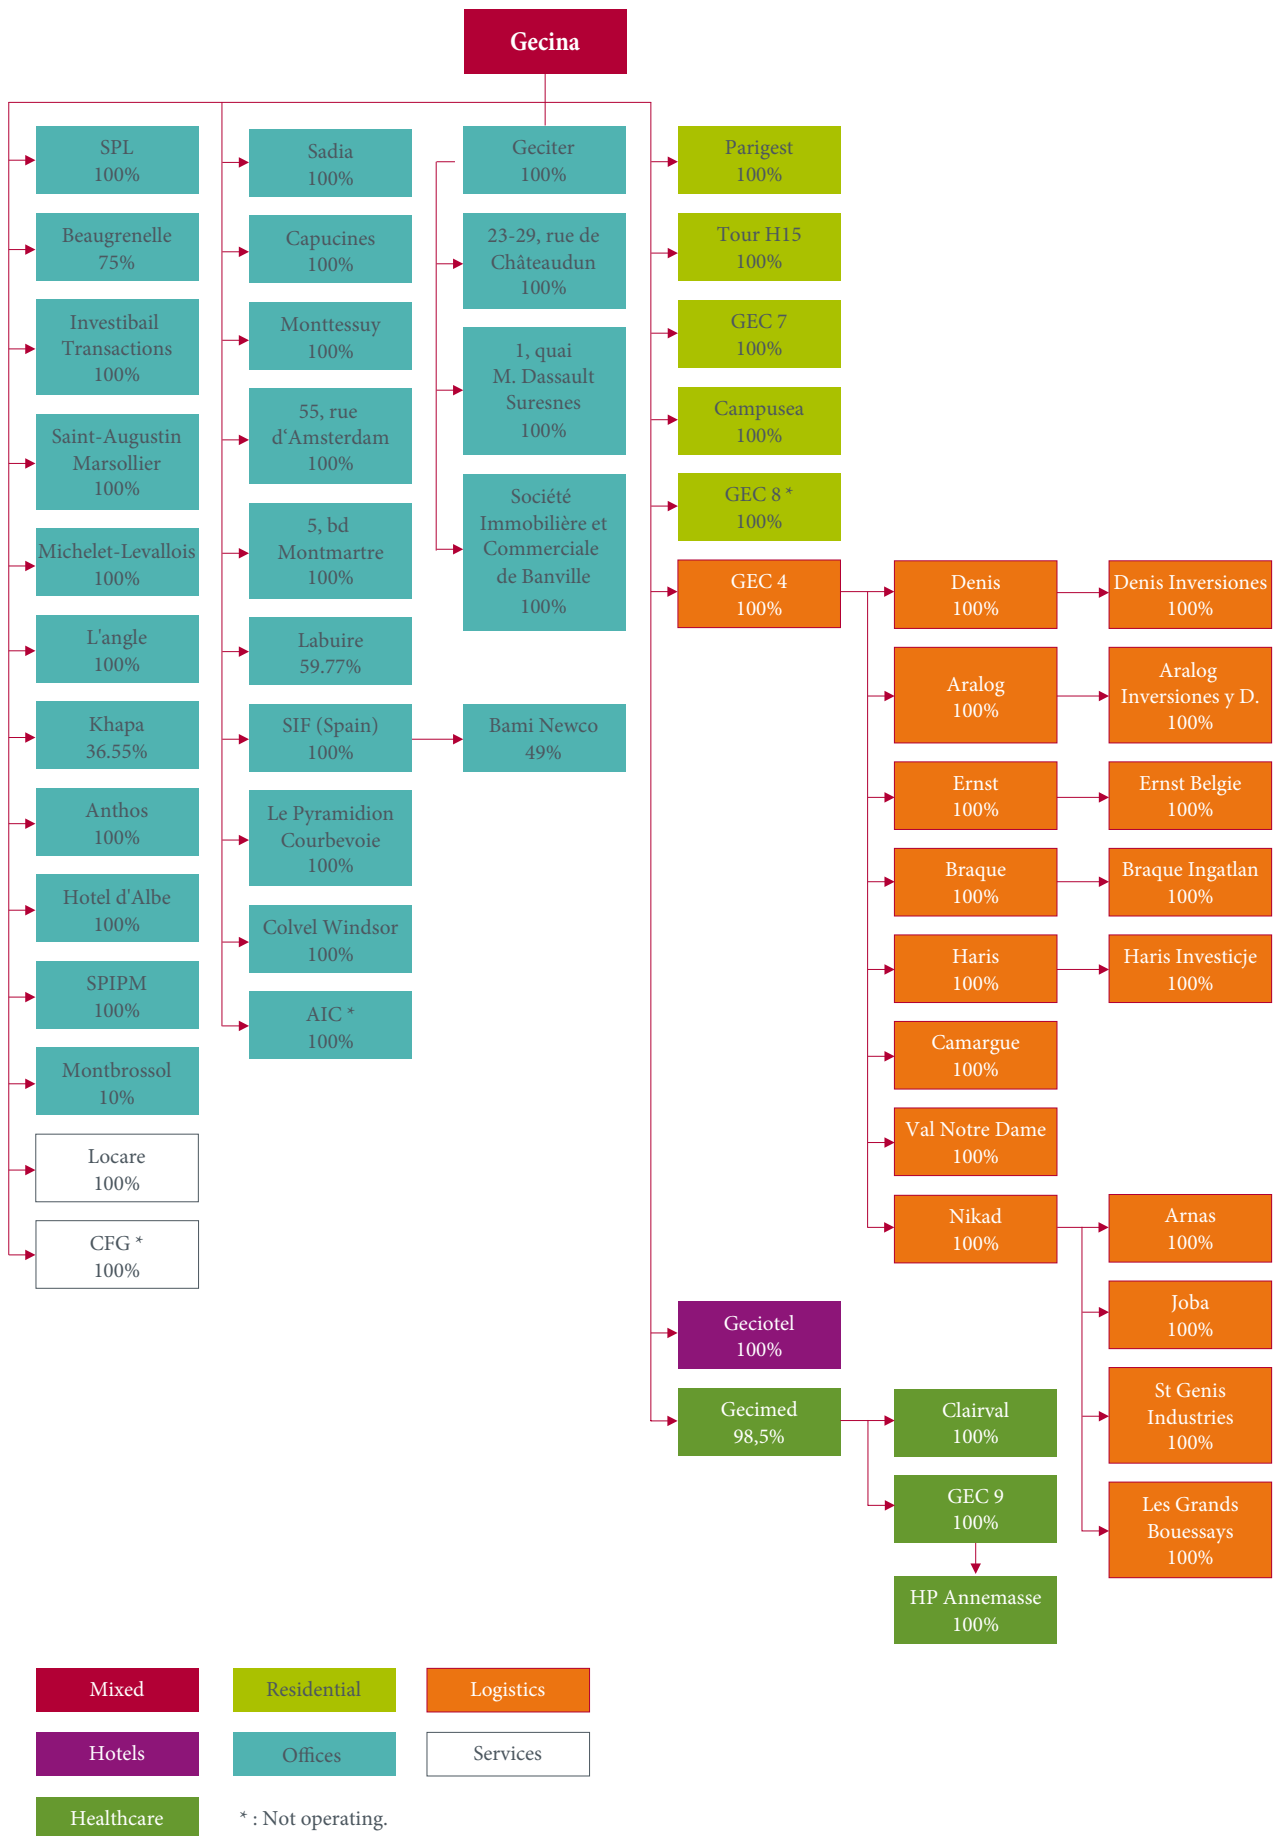 Gecina
SPL
100%
Beaugrenelle
75%
Investibail
Transactions
100%
Saint-Augustin
Marsollier
100%
Michelet-Levallois
100%
L'angle
100%
Khapa
36.55%
Anthos
100%
Hotel d'Albe
100%
SPIPM
100%
Montbrossol
10%
Locare
100%
CFG *
100%
Sadia
100%
Capucines
100%
Monttessuy
100%
55, rue
d‘Amsterdam
100%
5, bd
Montmartre
100%
Labuire
59.77%
SIF (Spain)
100%
Le Pyramidion
Courbevoie
100%
Colvel Windsor
100%
AIC *
100%
Geciter
100%
23-29, rue de
Châteaudun
100%
1, quai
M. Dassault
Suresnes
100%
Société
Immobilière et
Commerciale
de Banville
100%
Bami Newco
49%
Parigest
100%
Tour H15
100%
GEC 7
100%
Campusea
100%
GEC 8 *
100%
GEC 4
100%
Geciotel
100%
Gecimed
98,5%
Denis
100%
Aralog
100%
Ernst
100%
Braque
100%
Haris
100%
Camargue
100%
Val Notre Dame
100%
Nikad
100%
Clairval
100%
GEC 9
100%
HP Annemasse
100%
Denis Inversiones
100%
Aralog
Inversiones y D.
100%
Ernst Belgie
100%
Braque Ingatlan
100%
Haris Investicje
100%
Arnas
100%
Joba
100%
St Genis
Industries
100%
Les Grands
Bouessays
100%
Mixed
Residential
Logistics
Hotels
Offices
Services
Healthcare
* : Not operating.